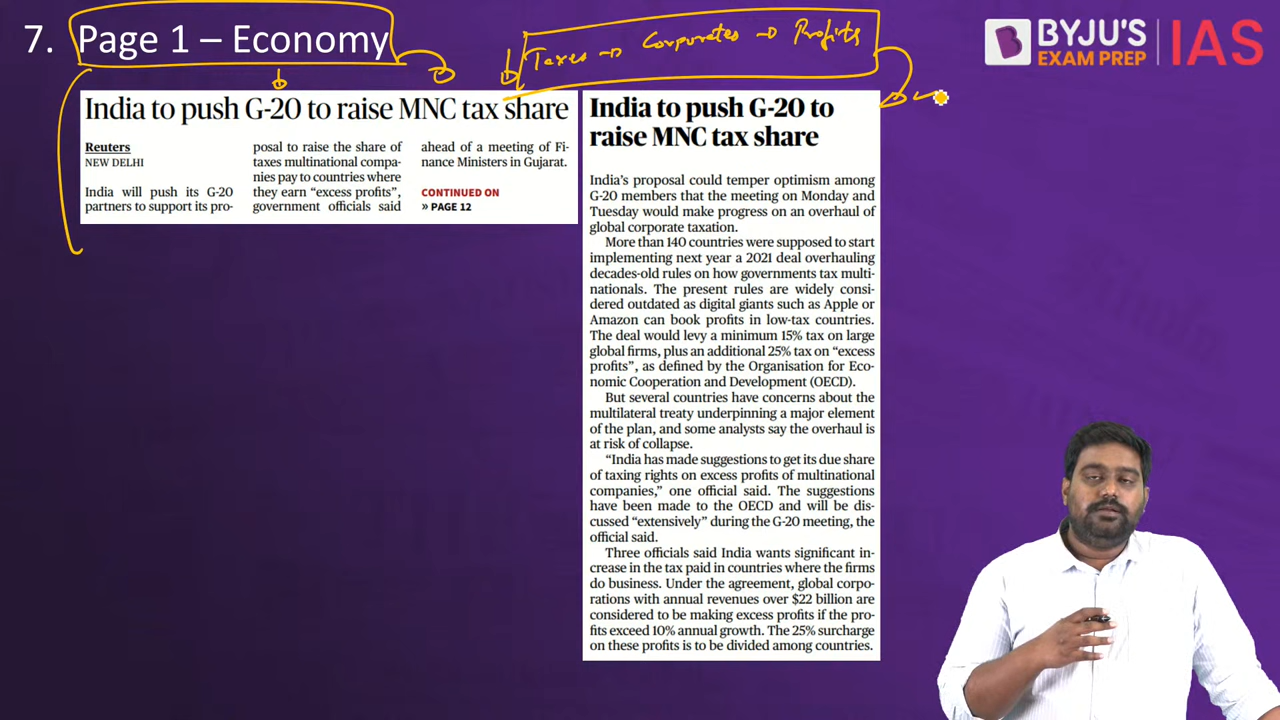 7. Page 1 – Economy
Taxes → Corporates → Profits
BYJU'S
EXAM PREP
IAS
India to push G-20 to raise MNC tax share
Reuters
NEW DELHI
India will push its G-20
partners to support its pro-
posal to raise the share of
taxes multinational compa-
nies pay to countries where
they earn “excess profits”,
government officials said
ahead of a meeting of Fi-
nance Ministers in Gujarat.
CONTINUED ON
» PAGE 12
India to push G-20 to
raise MNC tax share
India’s proposal could temper optimism among
G-20 members that the meeting on Monday and
Tuesday would make progress on an overhaul of
global corporate taxation.
More than 140 countries were supposed to start
implementing next year a 2021 deal overhauling
decades-old rules on how governments tax multi-
nationals. The present rules are widely consi-
dered outdated as digital giants such as Apple or
Amazon can book profits in low-tax countries.
The deal would levy a minimum 15% tax on large
global firms, plus an additional 25% tax on “excess
profits”, as defined by the Organisation for Eco-
nomic Cooperation and Development (OECD).
But several countries have concerns about the
multilateral treaty underpinning a major element
of the plan, and some analysts say the overhaul is
at risk of collapse.
“India has made suggestions to get its due share
of taxing rights on excess profits of multinational
companies,” one official said. The suggestions
have been made to the OECD and will be dis-
cussed “extensively” during the G-20 meeting, the
official said.
Three officials said India wants significant in-
crease in the tax paid in countries where the firms
do business. Under the agreement, global corpo-
rations with annual revenues over $22 billion are
considered to be making excess profits if the pro-
fits exceed 10% annual growth. The 25% surcharge
on these profits is to be divided among countries.